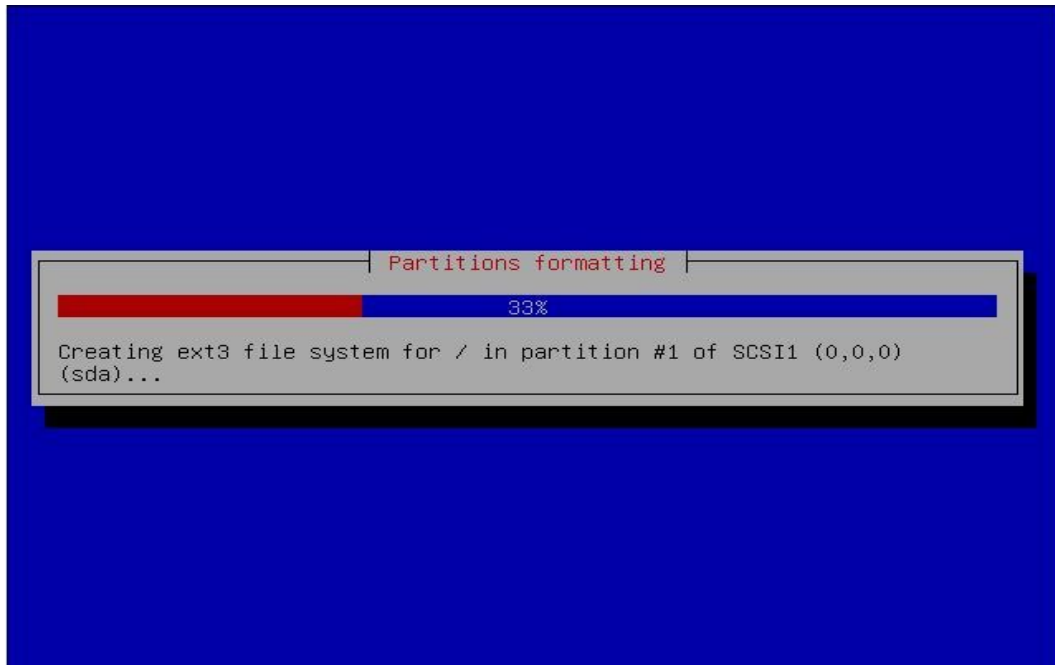 Partitions formatting
33%
Creating ext3 file system for / in partition #1 of SCSI1 (0,0,0)
(sda)...